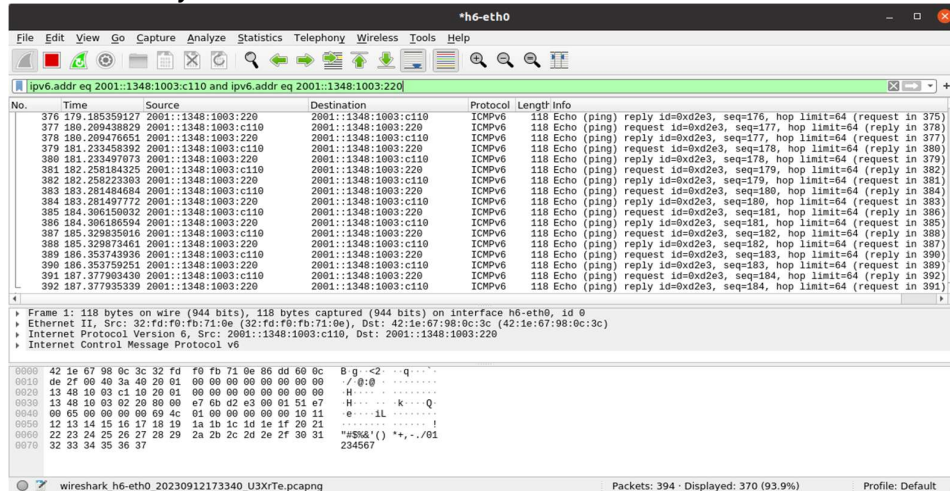 *h6-eth0
File Edit View Go Capture Analyze Statistics Telephony Wireless Tools Help
ipv6.addr eq 2001::1348:1003:c110 and ipv6.addr eq 2001::1348:1003:220
No. Time Source Destination Protocol Length Info
376 179.185359127 2001::1348:1003:220 2001::1348:1003:c110 ICMPv6 118 Echo (ping) reply id=0xd2e3, seq=176, hop limit=64 (request in 375)
377 180.209438829 2001::1348:1003:c110 2001::1348:1003:220 ICMPv6 118 Echo (ping) request id=0xd2e3, seq=177, hop limit=64 (reply in 378)
378 180.209476651 2001::1348:1003:220 2001::1348:1003:c110 ICMPv6 118 Echo (ping) reply id=0xd2e3, seq=177, hop limit=64 (request in 377)
379 181.233458392 2001::1348:1003:c110 2001::1348:1003:220 ICMPv6 118 Echo (ping) request id=0xd2e3, seq=178, hop limit=64 (reply in 380)
380 181.233497073 2001::1348:1003:220 2001::1348:1003:c110 ICMPv6 118 Echo (ping) reply id=0xd2e3, seq=178, hop limit=64 (request in 379)
381 182.258184325 2001::1348:1003:c110 2001::1348:1003:220 ICMPv6 118 Echo (ping) request id=0xd2e3, seq=179, hop limit=64 (reply in 382)
382 182.258223303 2001::1348:1003:220 2001::1348:1003:c110 ICMPv6 118 Echo (ping) reply id=0xd2e3, seq=179, hop limit=64 (request in 381)
383 183.281484684 2001::1348:1003:c110 2001::1348:1003:220 ICMPv6 118 Echo (ping) request id=0xd2e3, seq=180, hop limit=64 (reply in 384)
384 183.281497772 2001::1348:1003:220 2001::1348:1003:c110 ICMPv6 118 Echo (ping) reply id=0xd2e3, seq=180, hop limit=64 (request in 383)
385 184.306150032 2001::1348:1003:c110 2001::1348:1003:220 ICMPv6 118 Echo (ping) request id=0xd2e3, seq=181, hop limit=64 (reply in 386)
386 184.306186594 2001::1348:1003:220 2001::1348:1003:c110 ICMPv6 118 Echo (ping) reply id=0xd2e3, seq=181, hop limit=64 (request in 385)
387 185.329835016 2001::1348:1003:c110 2001::1348:1003:220 ICMPv6 118 Echo (ping) request id=0xd2e3, seq=182, hop limit=64 (reply in 388)
388 185.329873461 2001::1348:1003:220 2001::1348:1003:c110 ICMPv6 118 Echo (ping) reply id=0xd2e3, seq=182, hop limit=64 (request in 387)
389 186.353743936 2001::1348:1003:c110 2001::1348:1003:220 ICMPv6 118 Echo (ping) request id=0xd2e3, seq=183, hop limit=64 (reply in 390)
390 186.353759251 2001::1348:1003:220 2001::1348:1003:c110 ICMPv6 118 Echo (ping) reply id=0xd2e3, seq=183, hop limit=64 (request in 389)
391 187.377903430 2001::1348:1003:c110 2001::1348:1003:220 ICMPv6 118 Echo (ping) request id=0xd2e3, seq=184, hop limit=64 (reply in 392)
392 187.377935339 2001::1348:1003:220 2001::1348:1003:c110 ICMPv6 118 Echo (ping) reply id=0xd2e3, seq=184, hop limit=64 (request in 391)
Frame 1: 118 bytes on wire (944 bits), 118 bytes captured (944 bits) on interface h6-eth0, id 0
Ethernet II, Src: 32:fd:f0:fb:71:0e (32:fd:f0:fb:71:0e), Dst: 42:1e:67:98:0c:3c (42:1e:67:98:0c:3c)
Internet Protocol Version 6, Src: 2001::1348:1003:c110, Dst: 2001::1348:1003:220
Internet Control Message Protocol v6
0000 42 1e 67 98 0c 3c 32 fd f0 fb 71 0e 86 dd 60 0c B·g··<2· ··q···`·
0010 de 2f 00 40 3a 40 20 01 00 00 00 00 00 00 00 00 ·/·@:@ · ········
0020 13 48 10 03 c1 10 20 01 00 00 00 00 00 00 00 00 ·H···· · ········
0030 13 48 10 03 02 20 80 00 e7 6b d2 e3 00 01 51 e7 ·H··· ·· ·k····Q·
0040 00 65 00 00 00 00 69 4c 01 00 00 00 00 00 10 11 ·e····iL ········
0050 12 13 14 15 16 17 18 19 1a 1b 1c 1d 1e 1f 20 21 ········ ······ !
0060 22 23 24 25 26 27 28 29 2a 2b 2c 2d 2e 2f 30 31 "#$%&'() *+,-./01
0070 32 33 34 35 36 37 234567
wireshark_h6-eth0_20230912173340_U3XrTe.pcapng Packets: 394 · Displayed: 370 (93.9%) Profile: Default